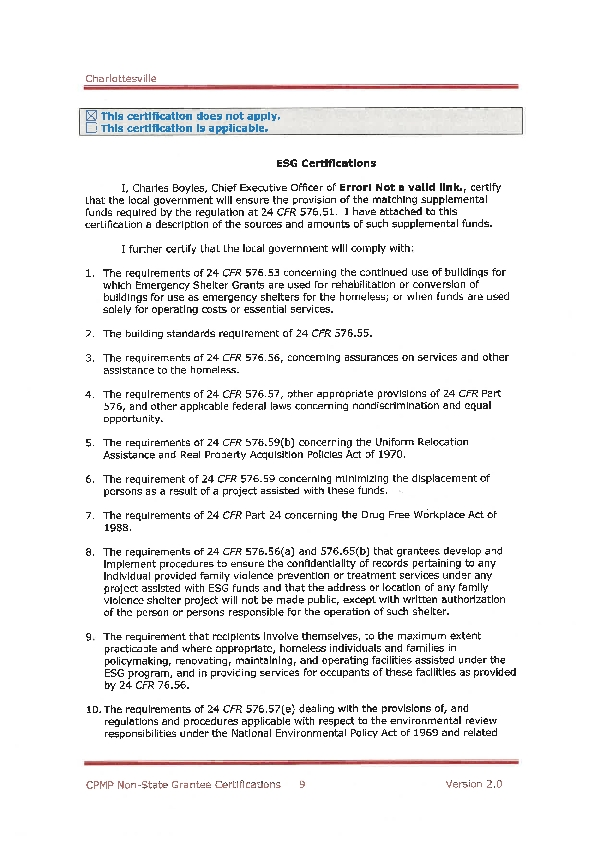 Charlottesville
☒ This certification does not apply.
☐ This certification is applicable.
ESG Certifications
I, Charles Boyles, Chief Executive Officer of Error! Not a valid link., certify
that the local government will ensure the provision of the matching supplemental
funds required by the regulation at 24 CFR 576.51. I have attached to this
certification a description of the sources and amounts of such supplemental funds.
I further certify that the local government will comply with:
1. The requirements of 24 CFR 576.53 concerning the continued use of buildings for
which Emergency Shelter Grants are used for rehabilitation or conversion of
buildings for use as emergency shelters for the homeless; or when funds are used
solely for operating costs or essential services.
2. The building standards requirement of 24 CFR 576.55.
3. The requirements of 24 CFR 576.56, concerning assurances on services and other
assistance to the homeless.
4. The requirements of 24 CFR 576.57, other appropriate provisions of 24 CFR Part
576, and other applicable federal laws concerning nondiscrimination and equal
opportunity.
5. The requirements of 24 CFR 576.59(b) concerning the Uniform Relocation
Assistance and Real Property Acquisition Policies Act of 1970.
6. The requirement of 24 CFR 576.59 concerning minimizing the displacement of
persons as a result of a project assisted with these funds.
7. The requirements of 24 CFR Part 24 concerning the Drug Free Workplace Act of
1988.
8. The requirements of 24 CFR 576.56(a) and 576.65(b) that grantees develop and
implement procedures to ensure the confidentiality of records pertaining to any
individual provided family violence prevention or treatment services under any
project assisted with ESG funds and that the address or location of any family
violence shelter project will not be made public, except with written authorization
of the person or persons responsible for the operation of such shelter.
9. The requirement that recipients involve themselves, to the maximum extent
practicable and where appropriate, homeless individuals and families in
policymaking, renovating, maintaining, and operating facilities assisted under the
ESG program, and in providing services for occupants of these facilities as provided
by 24 CFR 76.56.
10. The requirements of 24 CFR 576.57(e) dealing with the provisions of, and
regulations and procedures applicable with respect to the environmental review
responsibilities under the National Environmental Policy Act of 1969 and related
CPMP Non-State Grantee Certifications 9 Version 2.0